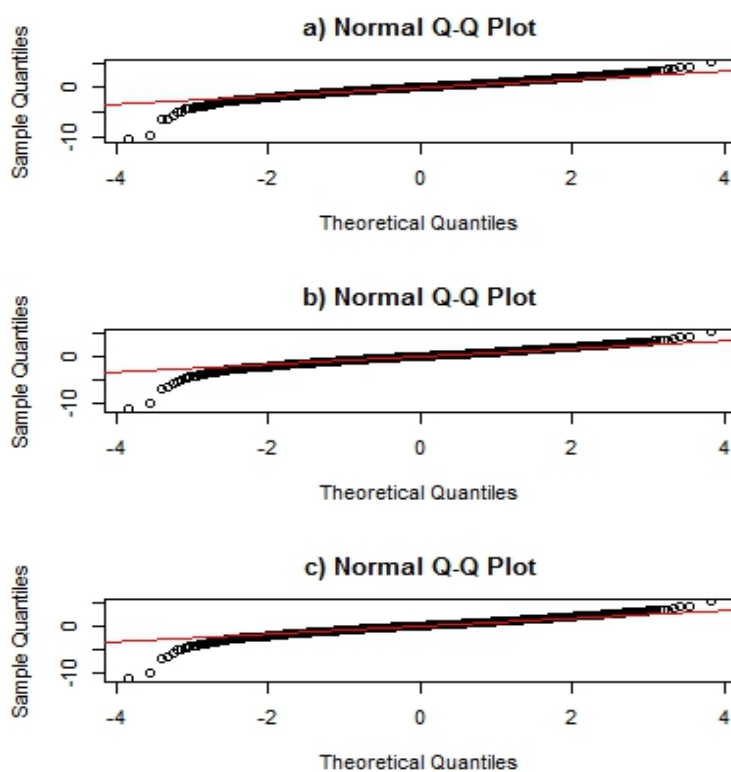 a) Normal Q-Q Plot
Sample Quantiles
0
-10
-4 -2 0 2 4
Theoretical Quantiles
b) Normal Q-Q Plot
Sample Quantiles
0
-10
-4 -2 0 2 4
Theoretical Quantiles
c) Normal Q-Q Plot
Sample Quantiles
0
-10
-4 -2 0 2 4
Theoretical Quantiles